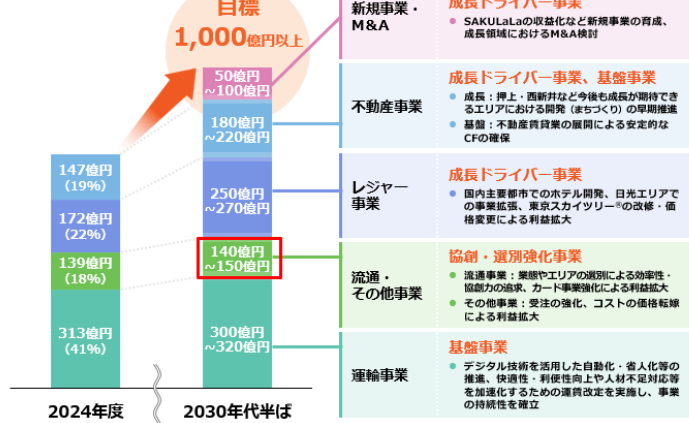 目標
1,000億円以上
50億円
~100億円
180億円
~220億円
250億円
~270億円
140億円
~150億円
300億円
~320億円
147億円
(19%)
172億円
(22%)
139億円
(18%)
313億円
(41%)
2024年度
2030年代半ば
新規事業・
M&A
成長ドライバー事業
SAKULaLaの収益化など新規事業の育成、
成長領域におけるM&A検討
不動産事業
成長ドライバー事業、基盤事業
成長：押上・西新井など今後も成長が期待でき
るエリアにおける開発（まちづくり）の早期推進
基盤：不動産賃貸業の展開による安定的な
CFの確保
レジャー
事業
成長ドライバー事業
国内主要都市でのホテル開発、日光エリアで
の事業拡張、東京スカイツリー®の改修・価
格変更による利益拡大
流通・
その他事業
協創・選別強化事業
流通事業：業態やエリアの選別による効率性・
協創力の追求、カード事業強化による利益拡大
その他事業：受注の強化、コストの価格転嫁
による利益拡大
運輸事業
基盤事業
デジタル技術を活用した自動化・省人化等の
推進、快適性・利便性向上や人材不足対応等
を加速化するための運賃改定を実施し、事業
の持続性を確立